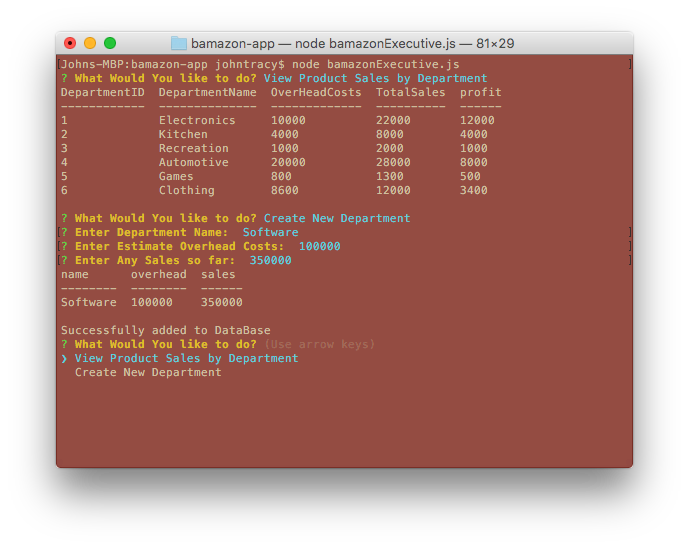 bamazon-app — node bamazonExecutive.js — 81×29
[Johns-MBP:bamazon-app johntracy$ node bamazonExecutive.js ]
? What Would You like to do? View Product Sales by Department
DepartmentID  DepartmentName  OverHeadCosts  TotalSales  profit
------------  --------------  -------------  ----------  ------
1             Electronics     10000          22000       12000
2             Kitchen         4000           8000        4000
3             Recreation      1000           2000        1000
4             Automotive      20000          28000       8000
5             Games           800            1300        500
6             Clothing        8600           12000       3400
? What Would You like to do? Create New Department
[? Enter Department Name:  Software ]
[? Enter Estimate Overhead Costs:  100000 ]
[? Enter Any Sales so far:  350000 ]
name      overhead  sales
--------  --------  ------
Software  100000    350000
Successfully added to DataBase
? What Would You like to do? (Use arrow keys)
❯ View Product Sales by Department
  Create New Department